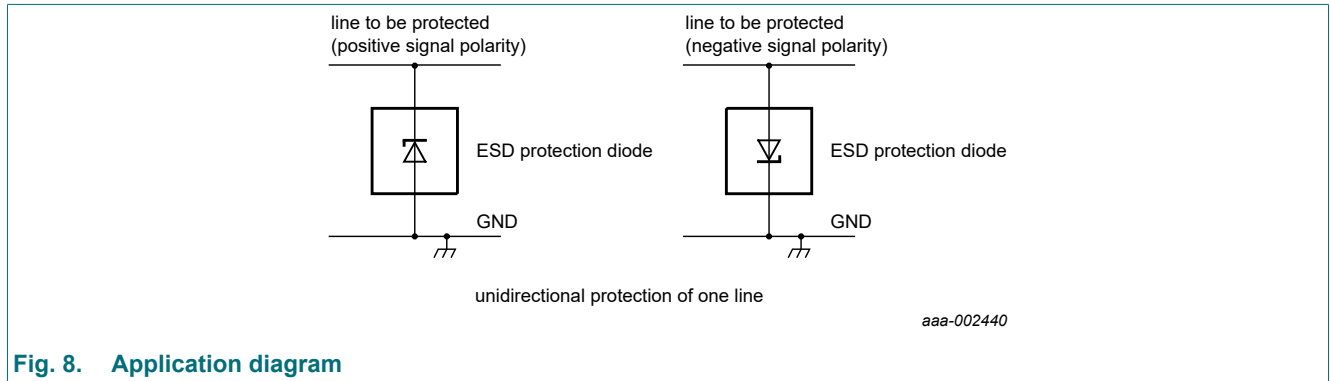 line to be protected
(positive signal polarity)
ESD protection diode
GND
line to be protected
(negative signal polarity)
ESD protection diode
GND
unidirectional protection of one line
aaa-002440
Fig. 8. Application diagram